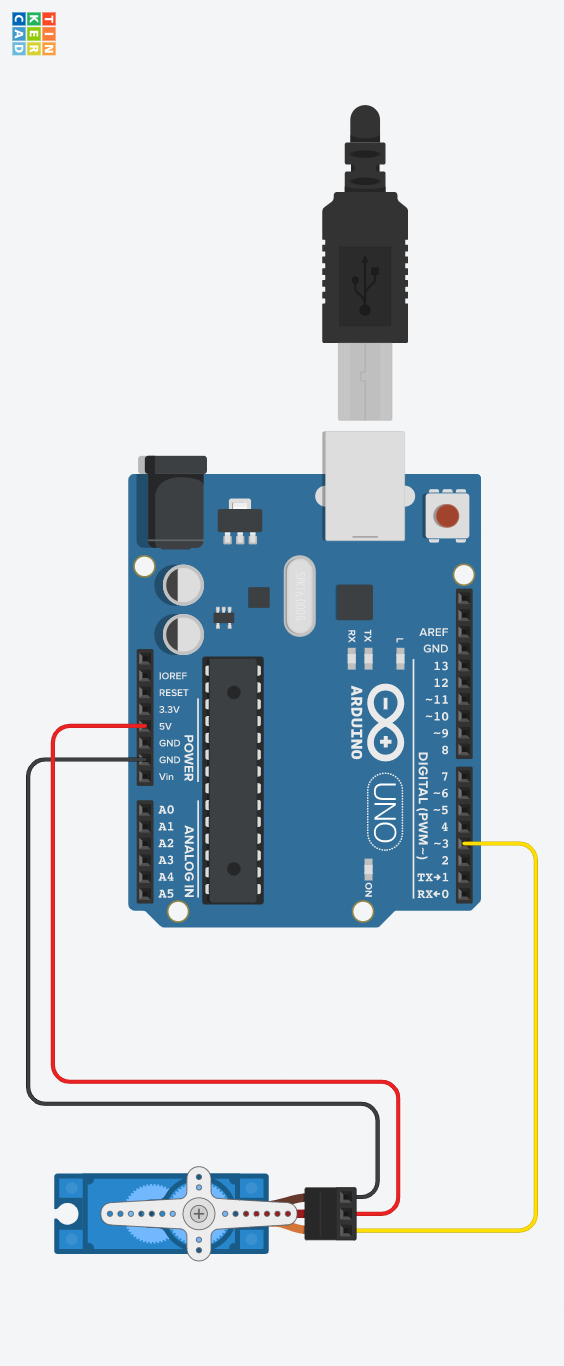 TIN
KER
CAD
AREF
GND
13
12
~11
~10
~9
8
7
~6
~5
4
~3
2
TX→1
RX←0
DIGITAL (PWM~)
RX
TX
L
ARDUINO
UNO
ON
IOREF
RESET
3.3V
5V
GND
GND
Vin
POWER
A0
A1
A2
A3
A4
A5
ANALOG IN